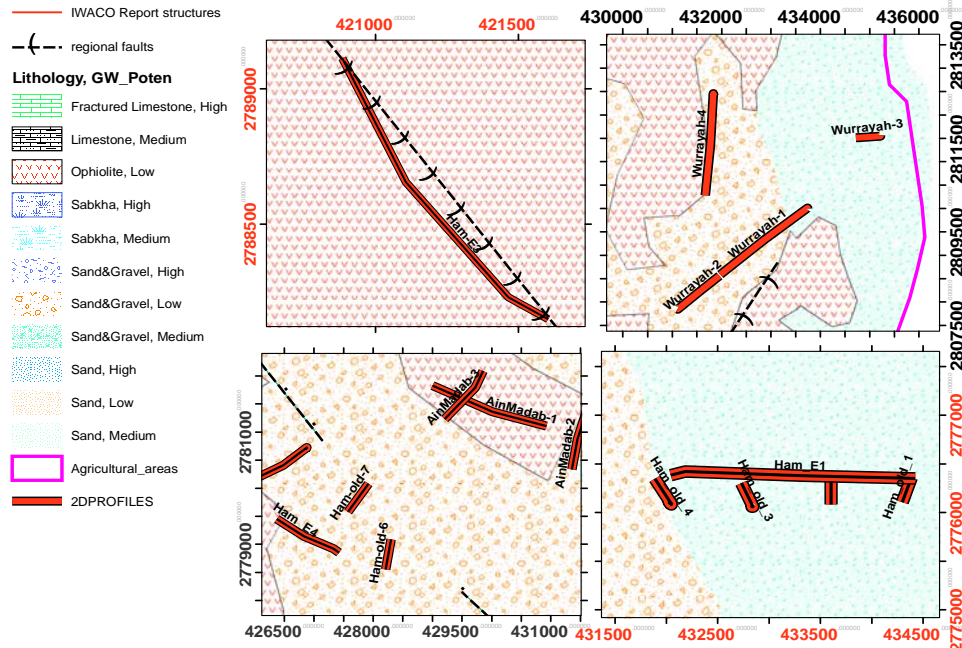 IWACO Report structures
regional faults
Lithology, GW_Poten
Fractured Limestone, High
Limestone, Medium
Ophiolite, Low
Sabkha, High
Sabkha, Medium
Sand&Gravel, High
Sand&Gravel, Low
Sand&Gravel, Medium
Sand, High
Sand, Low
Sand, Medium
Agricultural_areas
2DPROFILES
421000 421500
2789000
2788500
Ham-E3
430000 432000 434000 436000
2813500
2811500
2809500
2807500
Wurrayah-4
Wurrayah-3
Wurrayah-1
Wurrayah-2
2781000
2779000
AinMadab-3
AinMadab-1
AinMadab-2
Ham-old-7
Ham_E4
Ham-old-6
426500 428000 429500 431000
2777000
2776000
2775000
Ham_E1
Ham_old_4
Ham_old_3
Ham_old_1
431500 432500 433500 434500